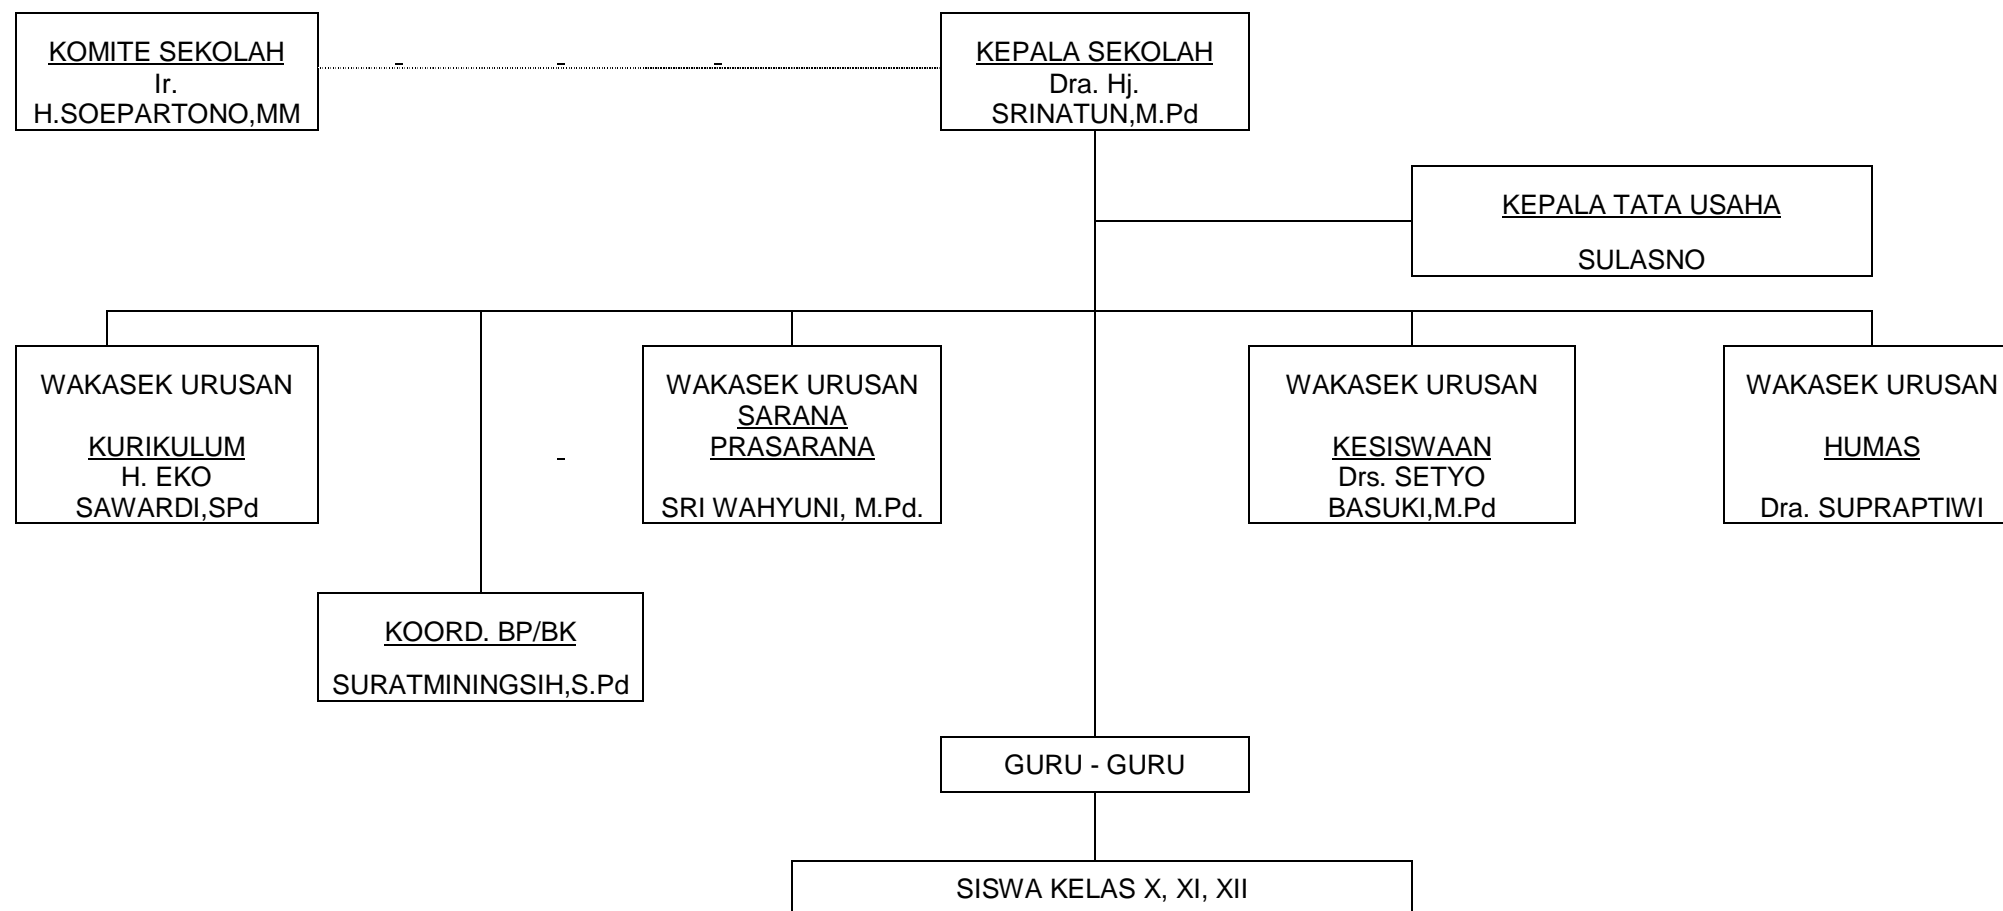 KOMITE SEKOLAH
Ir.
H.SOEPARTONO,MM
KEPALA SEKOLAH
Dra. Hj.
SRINATUN,M.Pd
KEPALA TATA USAHA
SULASNO
WAKASEK URUSAN
KURIKULUM
H. EKO
SAWARDI,SPd
WAKASEK URUSAN
SARANA
PRASARANA
SRI WAHYUNI, M.Pd.
WAKASEK URUSAN
KESISWAAN
Drs. SETYO
BASUKI,M.Pd
WAKASEK URUSAN
HUMAS
Dra. SUPRAPTIWI
KOORD. BP/BK
SURATMININGSIH,S.Pd
GURU - GURU
SISWA KELAS X, XI, XII